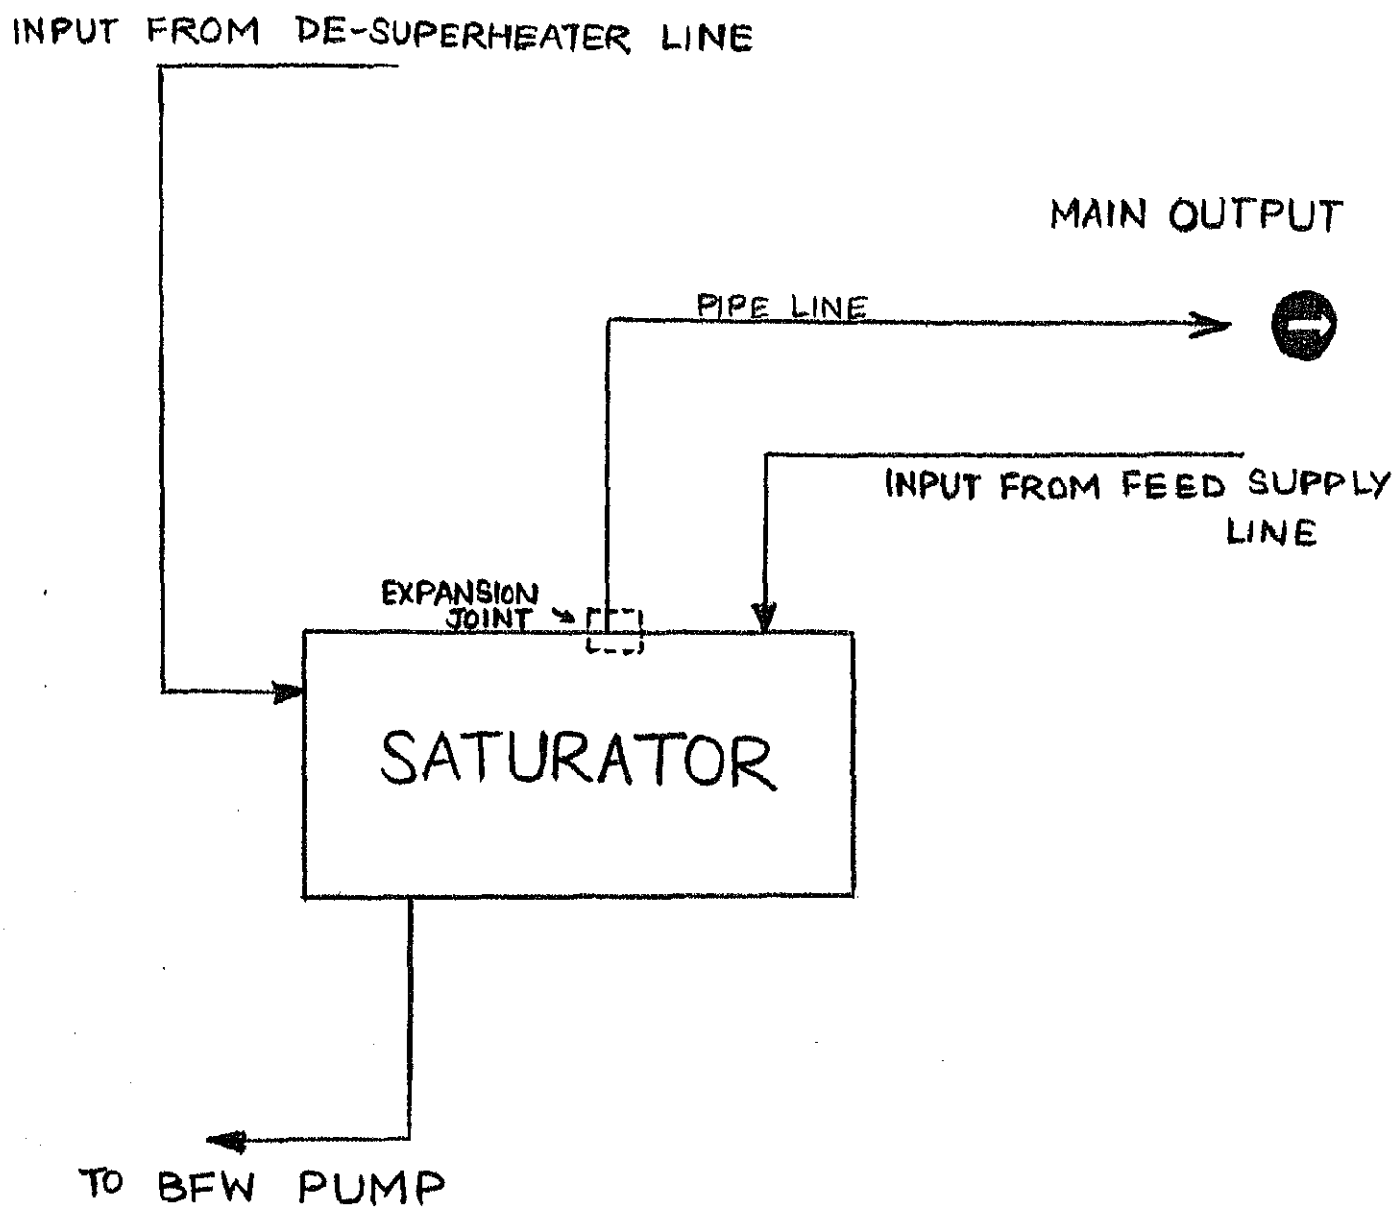 INPUT FROM DE-SUPERHEATER LINE
MAIN OUTPUT
PIPE LINE
INPUT FROM FEED SUPPLY
LINE
EXPANSION
JOINT
SATURATOR
TO BFW PUMP